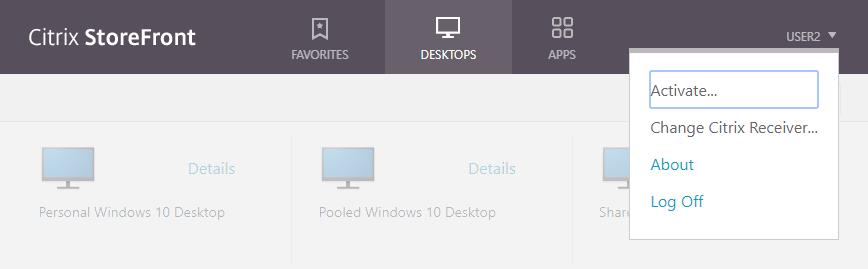 Citrix StoreFront
FAVORITES
DESKTOPS
APPS
USER2
Activate...
Change Citrix Receiver...
About
Log Off
Details
Details
Personal Windows 10 Desktop
Pooled Windows 10 Desktop